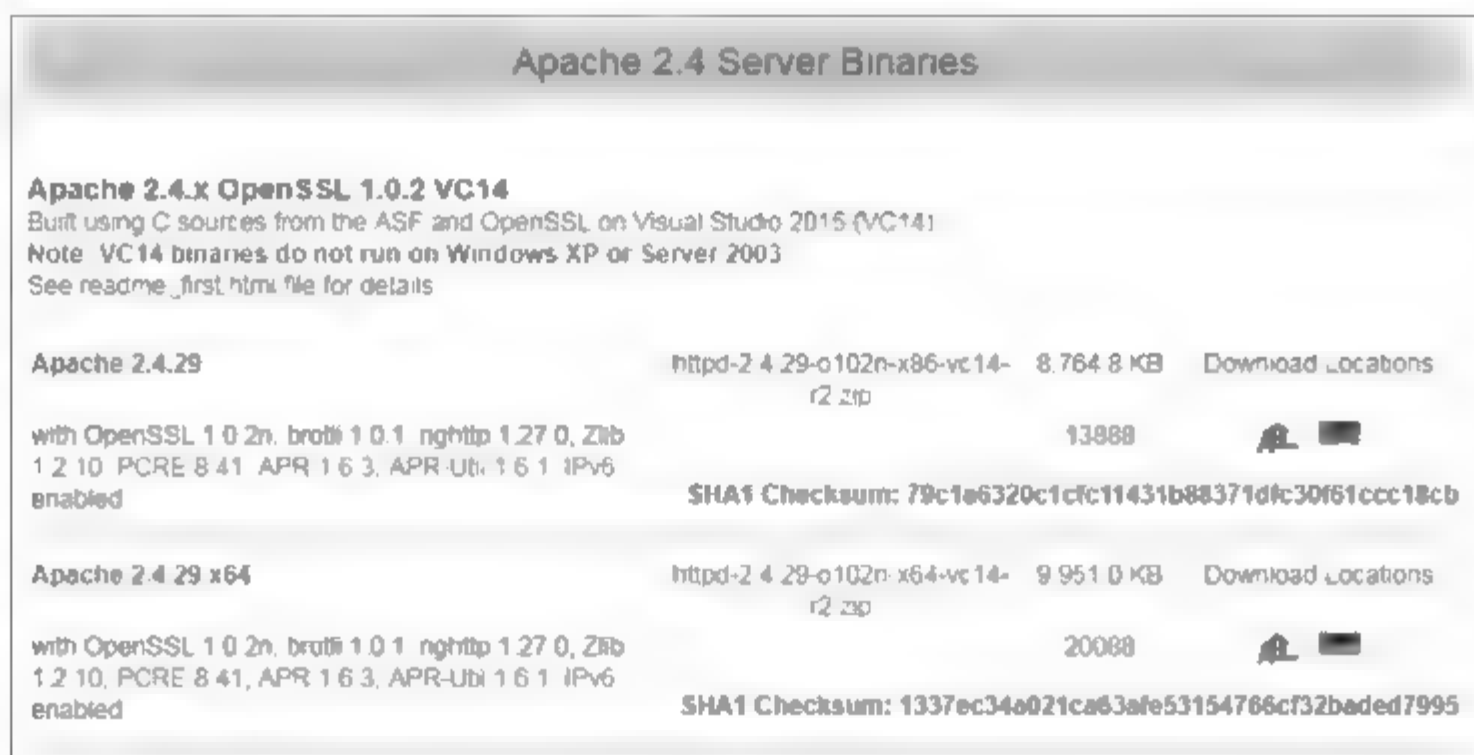 Apache 2.4 Server Binaries
Apache 2.4.x OpenSSL 1.0.2 VC14
Built using C sources from the ASF and OpenSSL on Visual Studio 2015 (VC14)
Note: VC14 binaries do not run on Windows XP or Server 2003
See readme_first.html file for details
Apache 2.4.29
httpd-2.4.29-o102n-x86-vc14-
r2.zip
8,764.8 KB
Download Locations
with OpenSSL 1.0.2n, brotli 1.0.1, nghttp 1.27.0, Zlib
1.2.10, PCRE 8.41, APR 1.6.3, APR-Util 1.6.1, IPv6
enabled
13888
SHA1 Checksum:
Apache 2.4.29 x64
httpd-2.4.29-o102n-x64-vc14-
r2.zip
9,951.0 KB
Download Locations
with OpenSSL 1.0.2n, brotli 1.0.1, nghttp 1.27.0, Zlib
1.2.10, PCRE 8.41, APR 1.6.3, APR-Util 1.6.1, IPv6
enabled
20088
SHA1 Checksum: